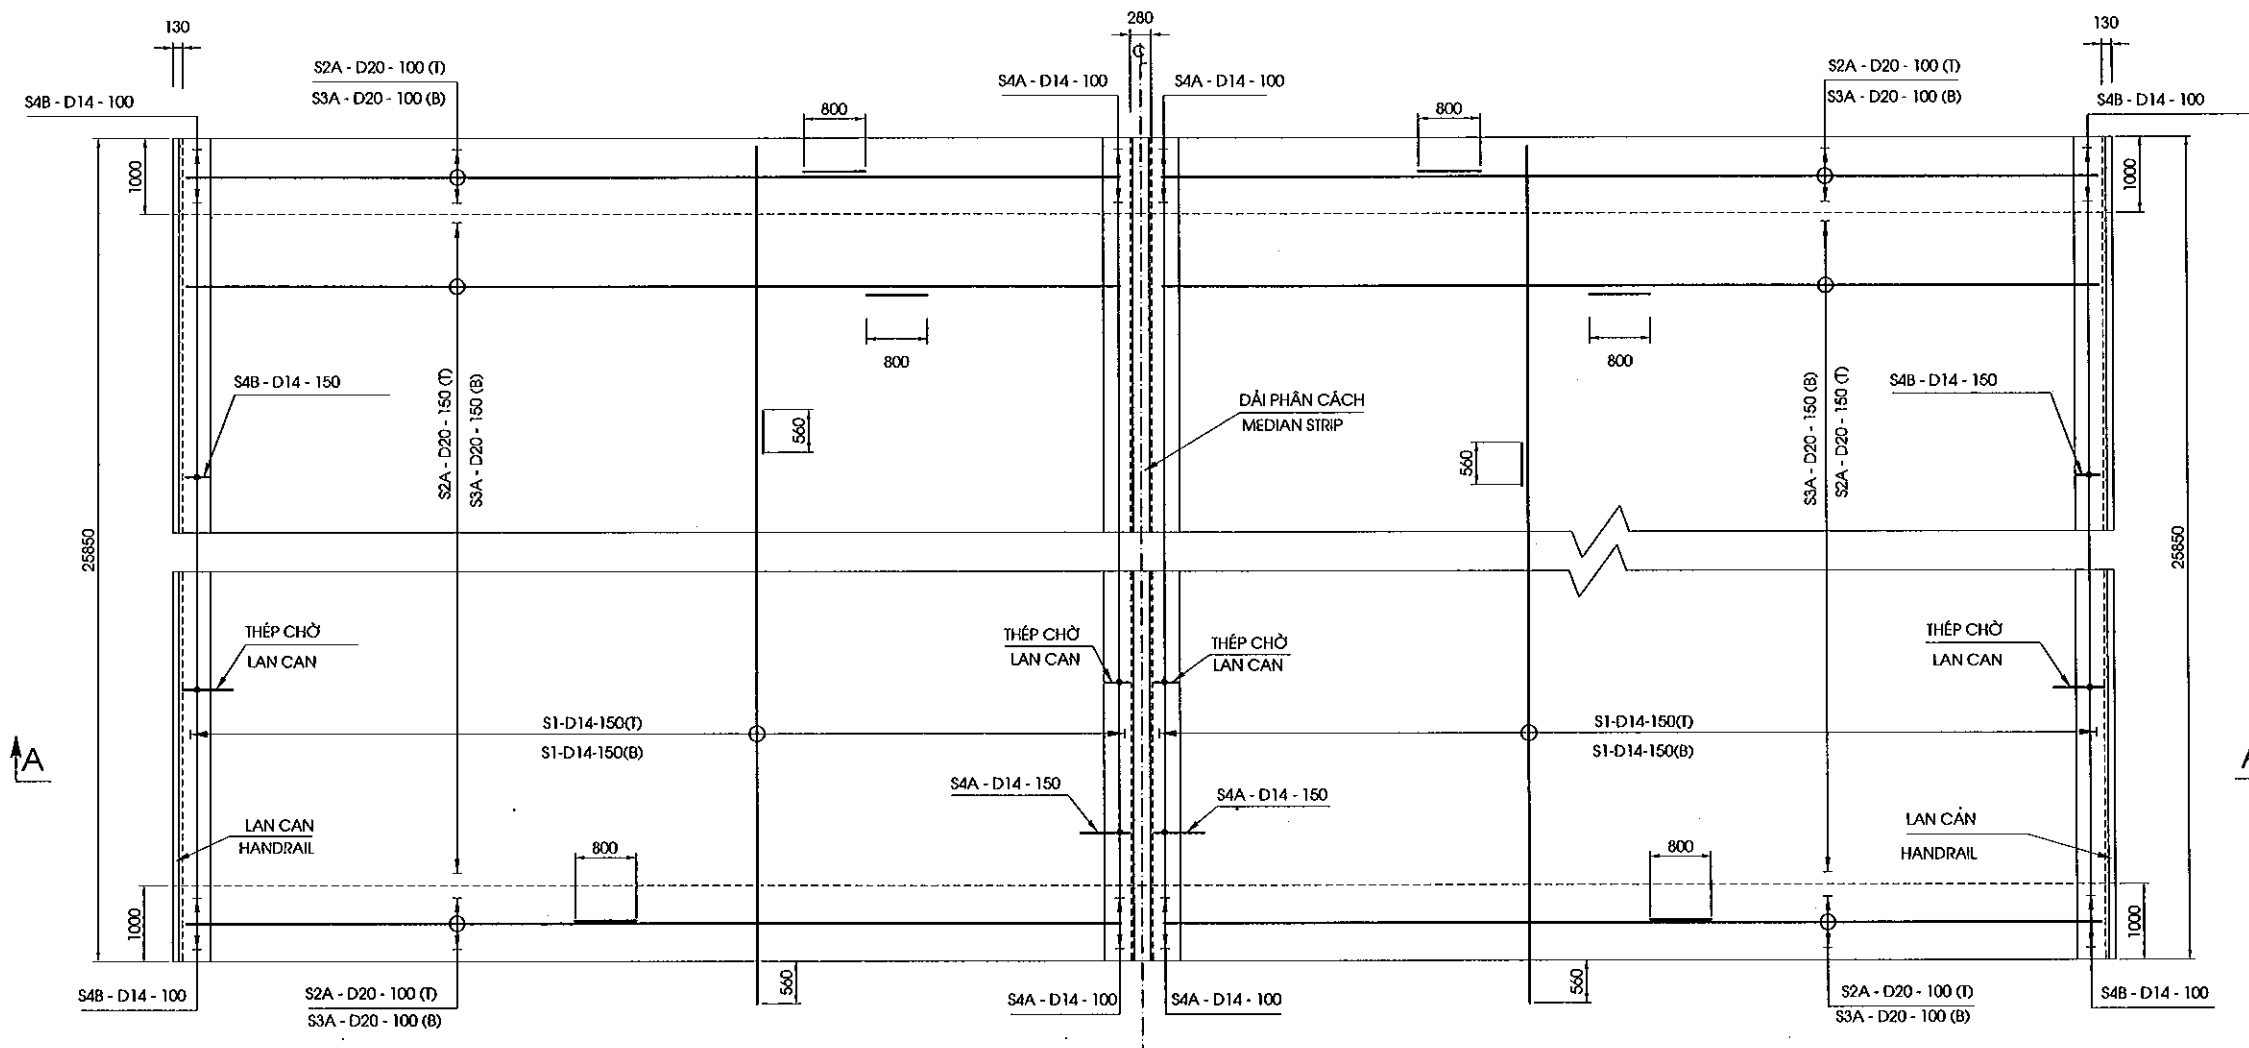 130
280
130
S2A - D20 - 100 (T)
S3A - D20 - 100 (B)
S4A - D14 - 100
S4A - D14 - 100
S2A - D20 - 100 (T)
S3A - D20 - 100 (B)
S4B - D14 - 100
S4B - D14 - 100
800
800
1000
1000
800
800
S4B - D14 - 150
S2A - D20 - 150 (T)
S3A - D20 - 150 (B)
560
DẢI PHÂN CÁCH
MEDIAN STRIP
560
S3A - D20 - 150 (B)
S2A - D20 - 150 (T)
S4B - D14 - 150
25850
25850
THÉP CHỜ
LAN CAN
THÉP CHỜ
LAN CAN
THÉP CHỜ
LAN CAN
THÉP CHỜ
LAN CAN
S1-D14-150(T)
S1-D14-150(B)
S1-D14-150(T)
S1-D14-150(B)
A
S4A - D14 - 150
S4A - D14 - 150
LAN CAN
HANDRAIL
800
800
LAN CAN
HANDRAIL
1000
1000
560
560
S4B - D14 - 100
S2A - D20 - 100 (T)
S3A - D20 - 100 (B)
S4A - D14 - 100
S4A - D14 - 100
S2A - D20 - 100 (T)
S3A - D20 - 100 (B)
S4B - D14 - 100